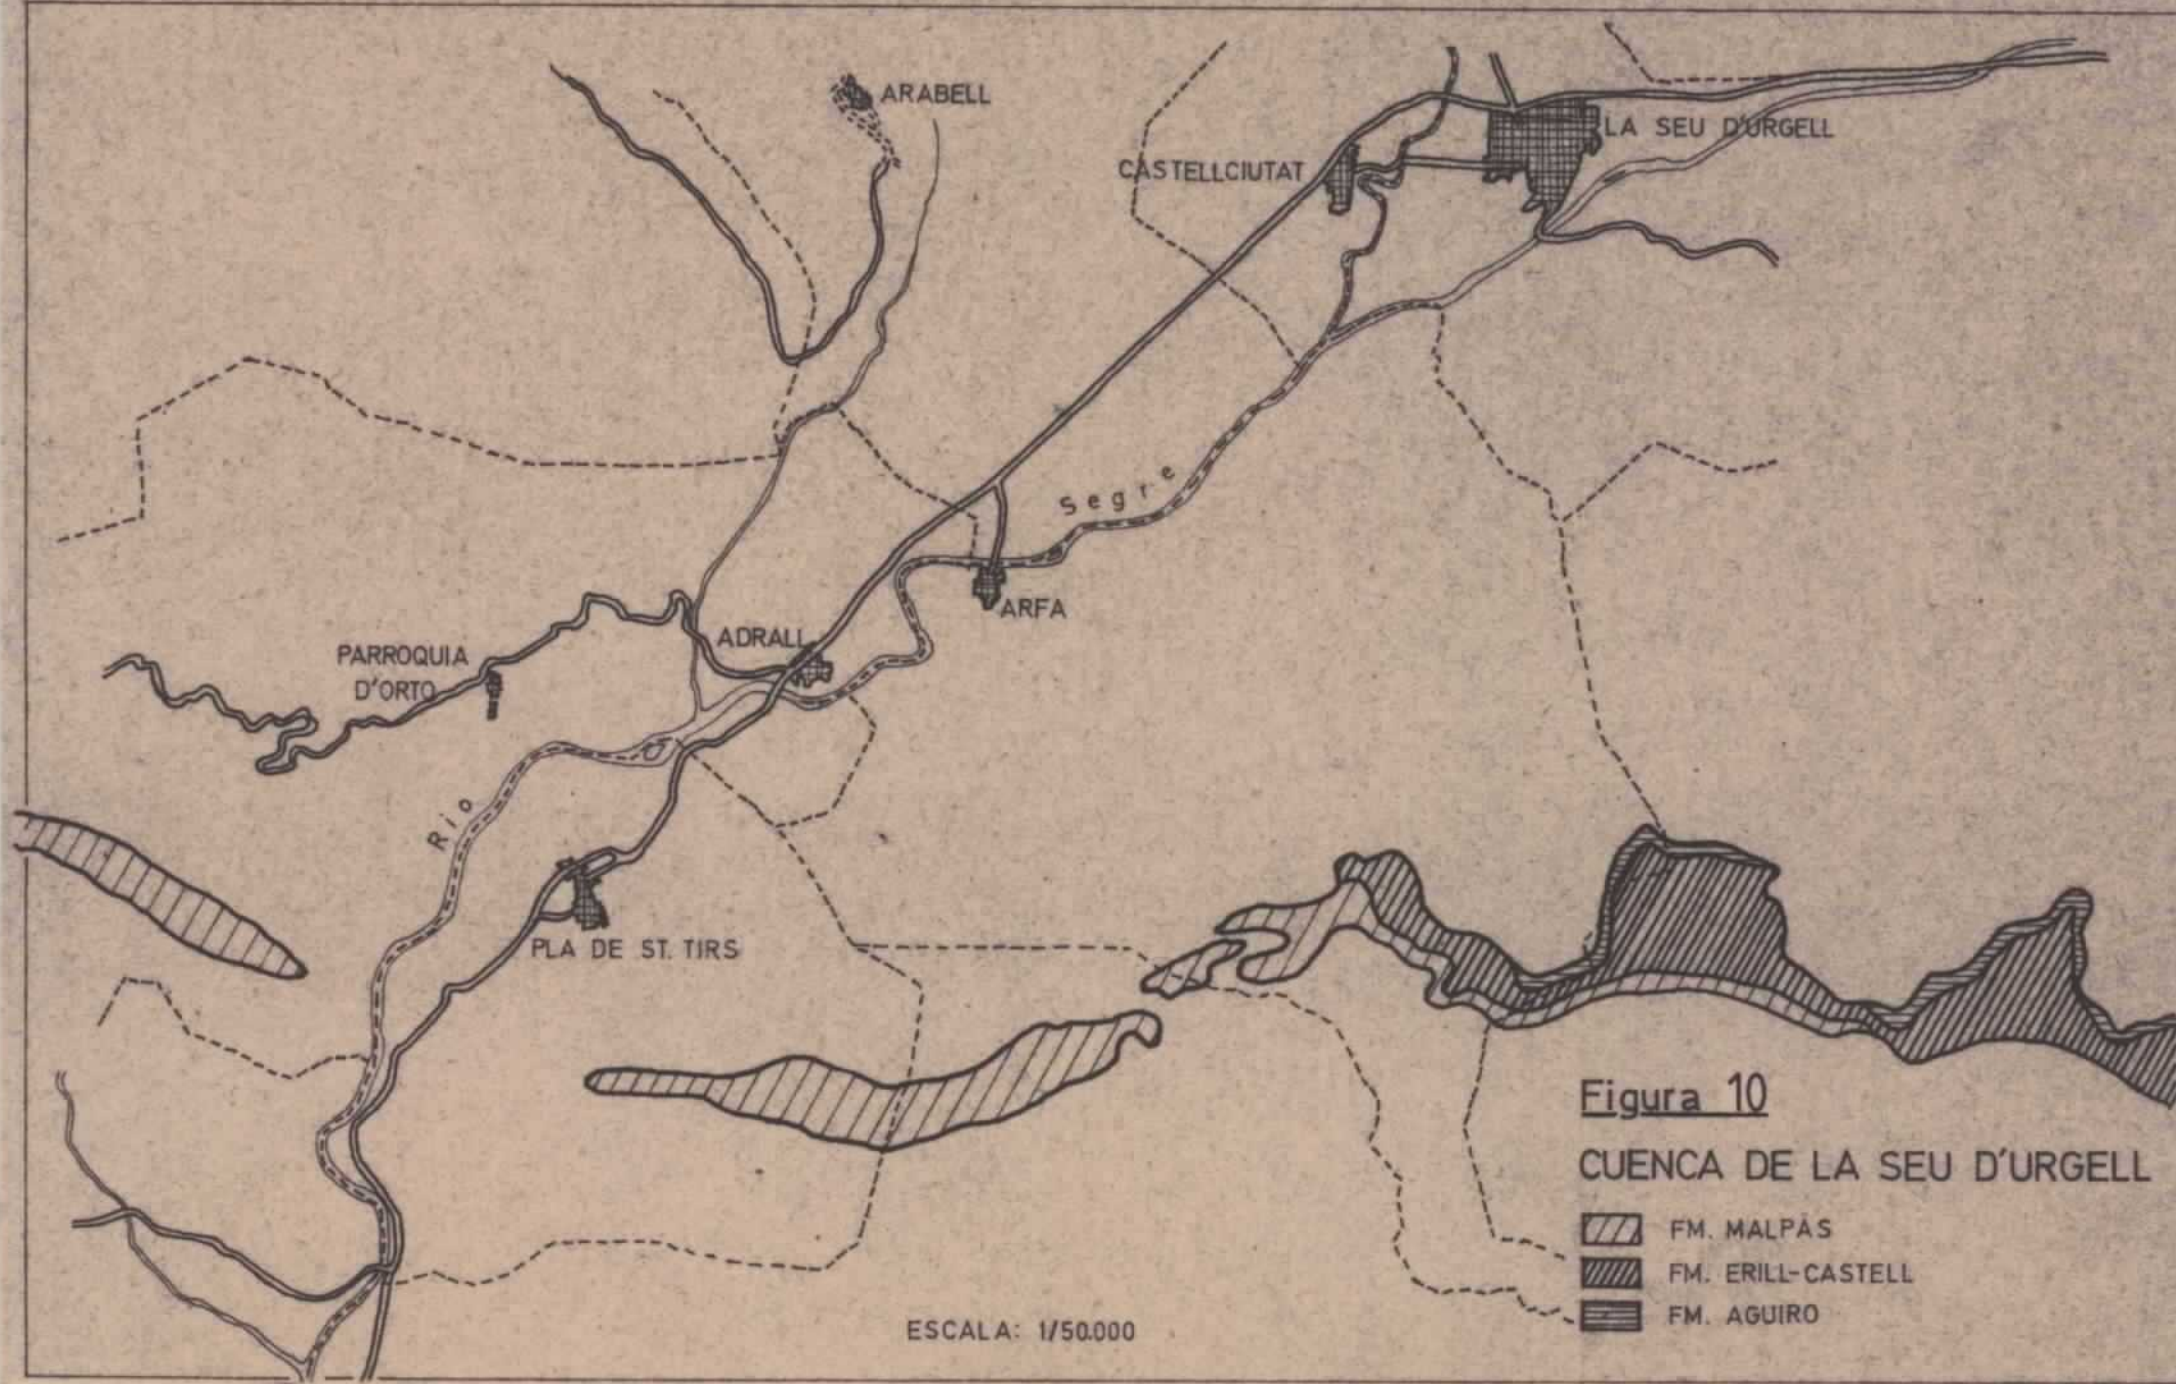 ARABELL
LA SEU D'URGELL
CASTELLCIUTAT
Segre
ARFA
ADRALL
PARROQUIA
D'ORTO
Rio
PLA DE ST. TIRS
Figura 10
CUENCA DE LA SEU D'URGELL
FM. MALPÀS
FM. ERILL-CASTELL
FM. AGUIRO
ESCALA: 1/50.000